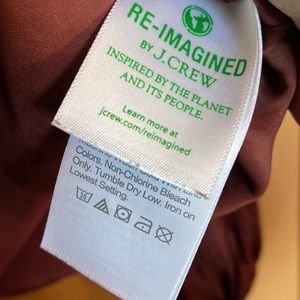 RE-IMAGINED
BY J.CREW
INSPIRED BY THE PLANET
AND ITS PEOPLE.
Learn more at
jcrew.com/reimagined
Colors. Non-Chlorine Bleach
Only. Tumble Dry Low. Iron on
Lowest Setting.